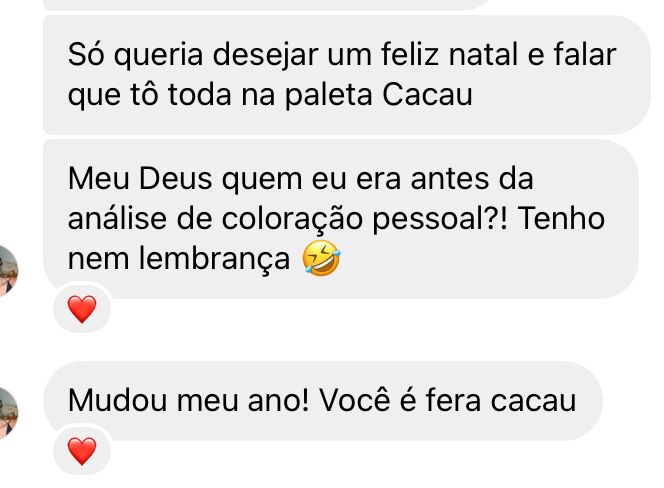 Só queria desejar um feliz natal e falar
que tô toda na paleta Cacau
Meu Deus quem eu era antes da
análise de coloração pessoal?! Tenho
nem lembrança 🤣
❤️
Mudou meu ano! Você é fera cacau
❤️